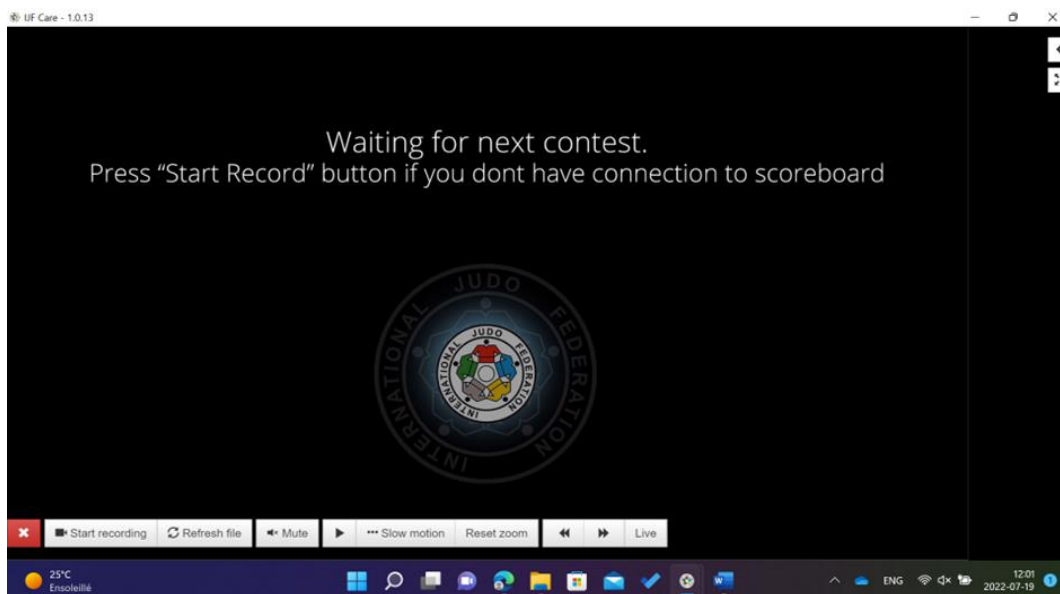 IJF Care - 1.0.13
Waiting for next contest.
Press “Start Record” button if you dont have connection to scoreboard
INTERNATIONAL JUDO FEDERATION
INTERNATIONAL JUDO FEDERATION
Start recording
Refresh file
Mute
Slow motion
Reset zoom
Live
25°C
Ensoleillé
W
ENG
12:01
2022-07-19
1